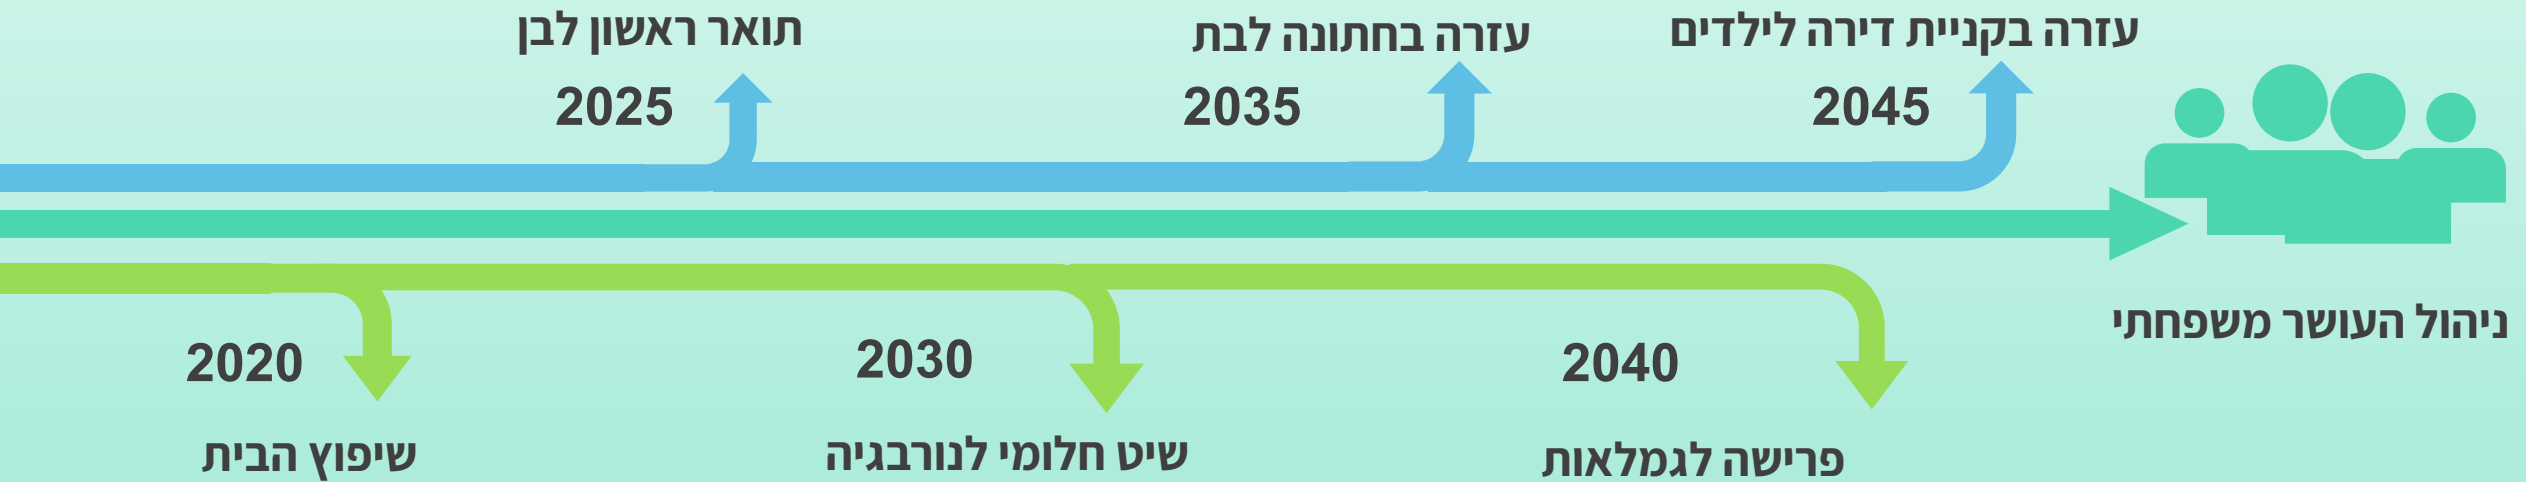 תואר ראשון לבן
2025
עזרה בחתונה לבת
2035
עזרה בקניית דירה לילדים
2045
2020
שיפוץ הבית
2030
שיט חלומי לנורבגיה
2040
פרישה לגמלאות
ניהול העושר משפחתי